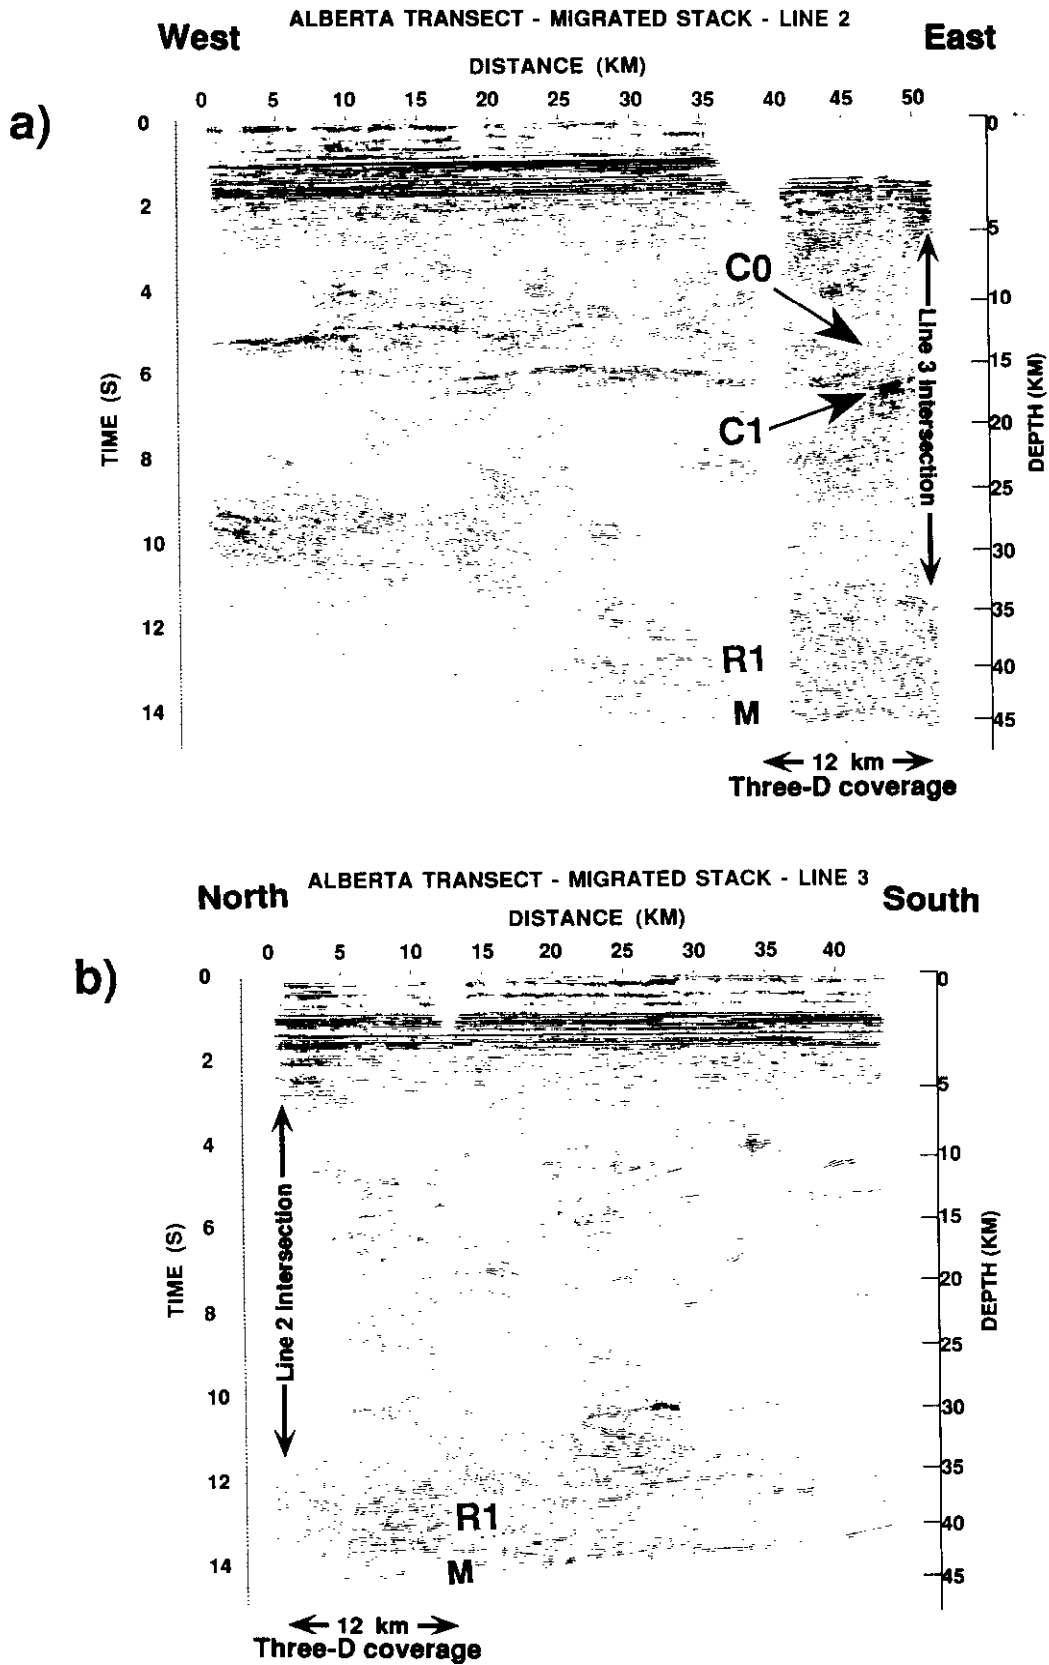 ALBERTA TRANSECT - MIGRATED STACK - LINE 2
West
East
DISTANCE (KM)
0 5 10 15 20 25 30 35 40 45 50
a)
0
2
4
6
8
10
12
14
TIME (S)
0
5
10
15
20
25
30
35
40
45
DEPTH (KM)
C0
C1
Line 3 Intersection
R1
M
12 km
Three-D coverage
ALBERTA TRANSECT - MIGRATED STACK - LINE 3
North
South
DISTANCE (KM)
0 5 10 15 20 25 30 35 40
b)
0
2
4
6
8
10
12
14
TIME (S)
0
5
10
15
20
25
30
35
40
45
DEPTH (KM)
Line 2 Intersection
R1
M
12 km
Three-D coverage